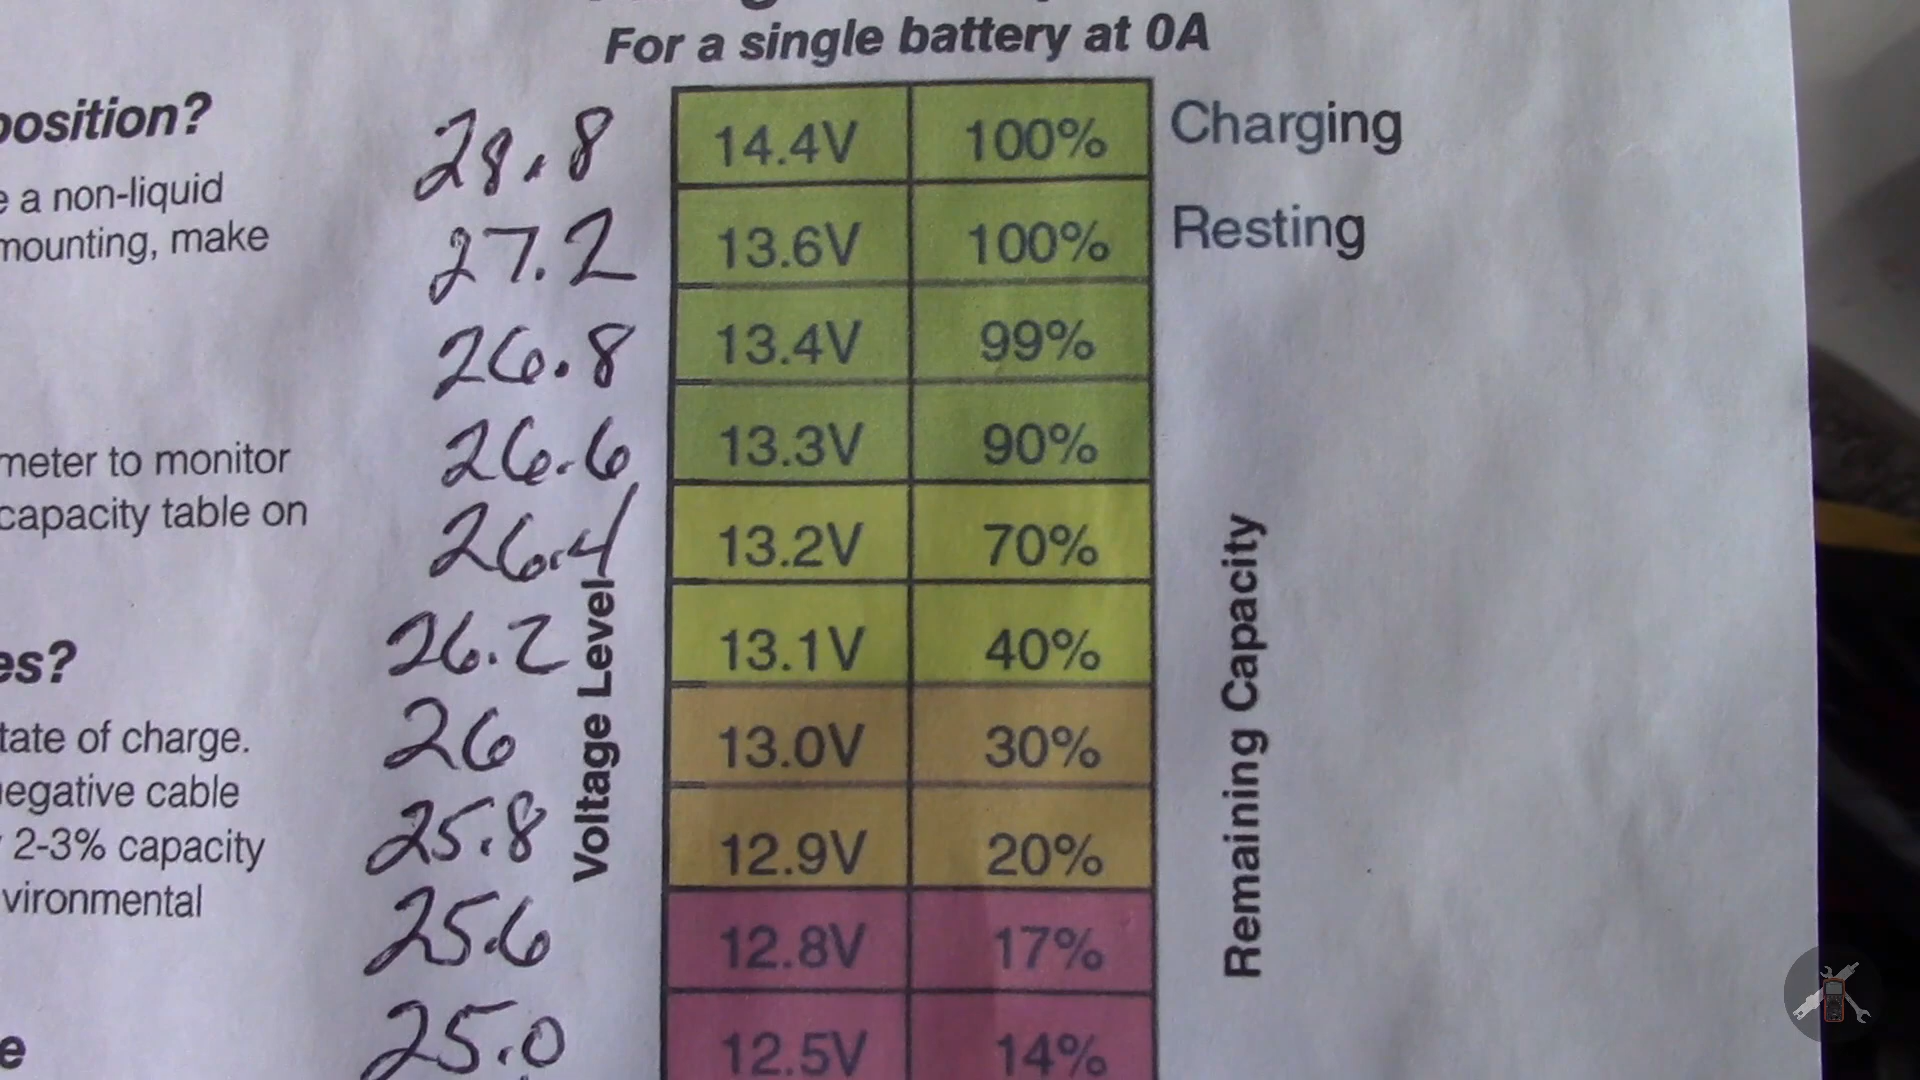 For a single battery at 0A
position?
e a non-liquid
mounting, make
meter to monitor
capacity table on
es?
tate of charge.
negative cable
2-3% capacity
vironmental
e
28.8 14.4V 100% Charging
27.2 13.6V 100% Resting
26.8 13.4V 99%
26.6 13.3V 90%
26.4 13.2V 70%
26.2 13.1V 40%
26 13.0V 30%
25.8 12.9V 20%
25.6 12.8V 17%
25.0 12.5V 14%
Voltage Level
Remaining Capacity